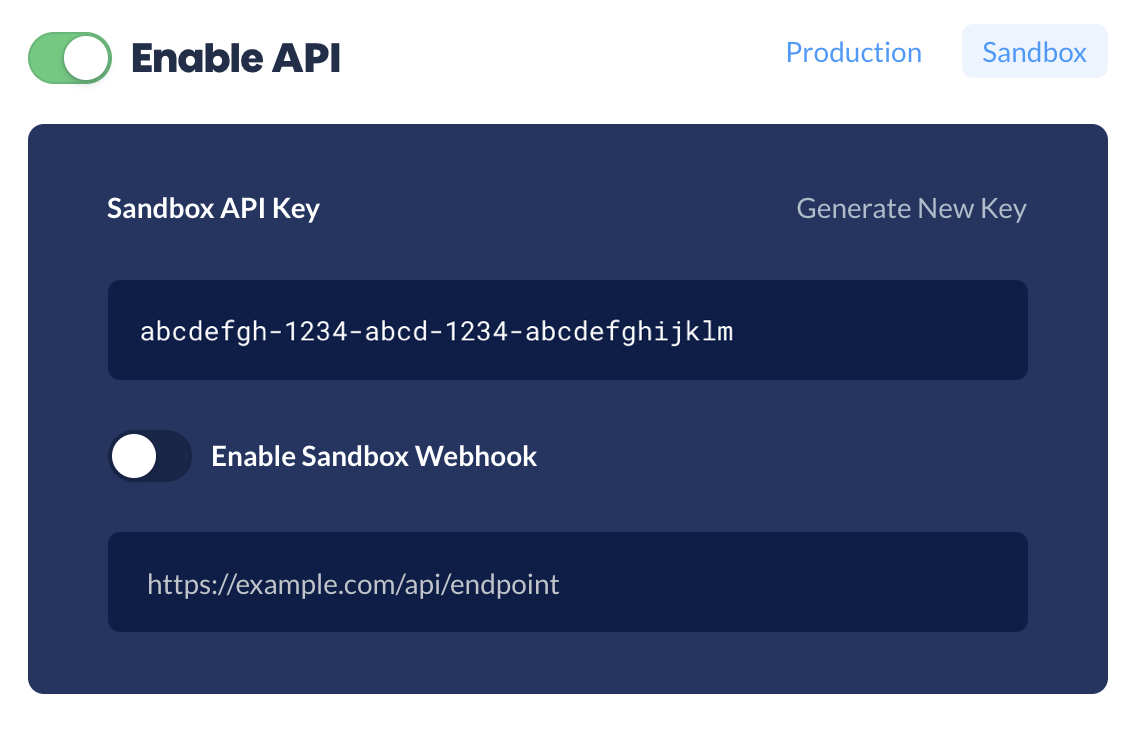 Enable API
Production
Sandbox
Sandbox API Key
Generate New Key
abcdefgh-1234-abcd-1234-abcdefghijklm
Enable Sandbox Webhook
https://example.com/api/endpoint